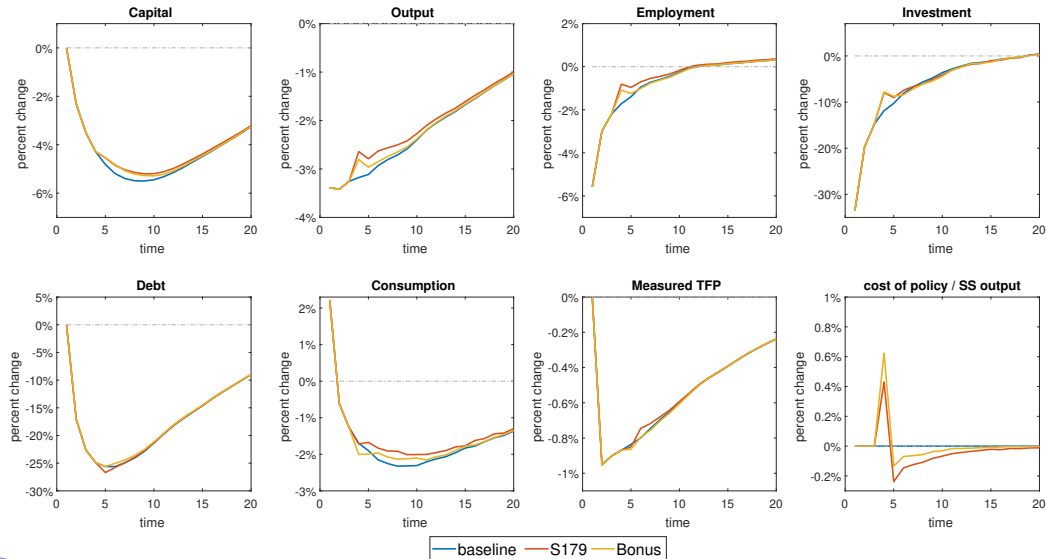 Capital
0%
-2%
-4%
-6%
percent change
0 5 10 15 20
time
Output
0%
-1%
-2%
-3%
-4%
percent change
0 5 10 15 20
time
Employment
2%
0%
-2%
-4%
-6%
percent change
0 5 10 15 20
time
Investment
0%
-10%
-20%
-30%
percent change
0 5 10 15 20
time
Debt
5%
0%
-5%
-10%
-15%
-20%
-25%
-30%
percent change
0 5 10 15 20
time
Consumption
2%
1%
0%
-1%
-2%
-3%
percent change
0 5 10 15 20
time
Measured TFP
0%
-0.2%
-0.4%
-0.6%
-0.8%
-1%
percent change
0 5 10 15 20
time
cost of policy / SS output
1%
0.8%
0.6%
0.4%
0.2%
0%
-0.2%
percent change
0 5 10 15 20
time
baseline S179 Bonus